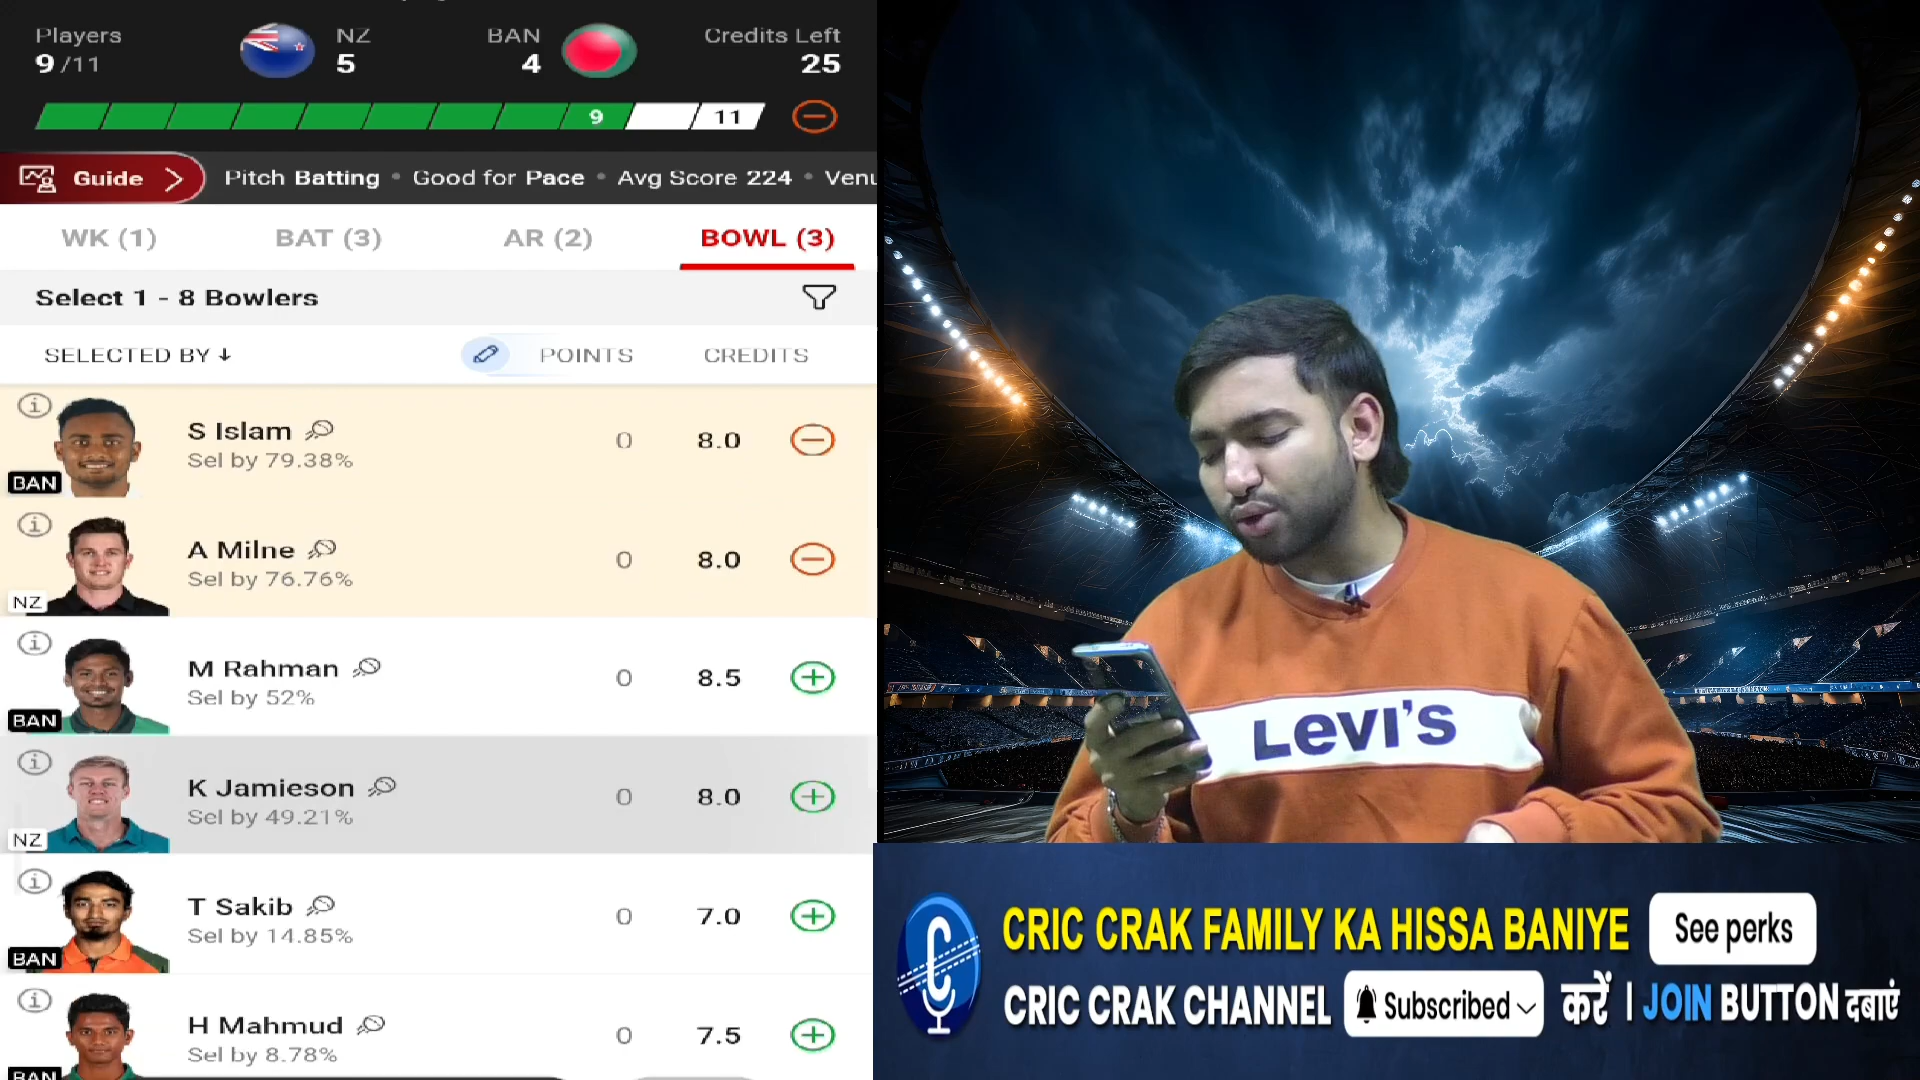 Players
9 /11
NZ
5
BAN
4
Credits Left
25
9
11
Guide
Pitch Batting • Good for Pace • Avg Score 224 •
WK (1)
BAT (3)
AR (2)
BOWL (3)
Select 1 - 8 Bowlers
SELECTED BY ↓
POINTS
CREDITS
S Islam
Sel by 79.38%
BAN
0
8.0
A Milne
Sel by 76.76%
NZ
0
8.0
M Rahman
Sel by 52%
BAN
0
8.5
K Jamieson
Sel by 49.21%
NZ
0
8.0
T Sakib
Sel by 14.85%
BAN
0
7.0
H Mahmud
Sel by 8.78%
BAN
0
7.5
LEVI'S
CRIC CRAK FAMILY KA HISSA BANIYE
See perks
CRIC CRAK CHANNEL Subscribed करें | JOIN BUTTON दबाएं